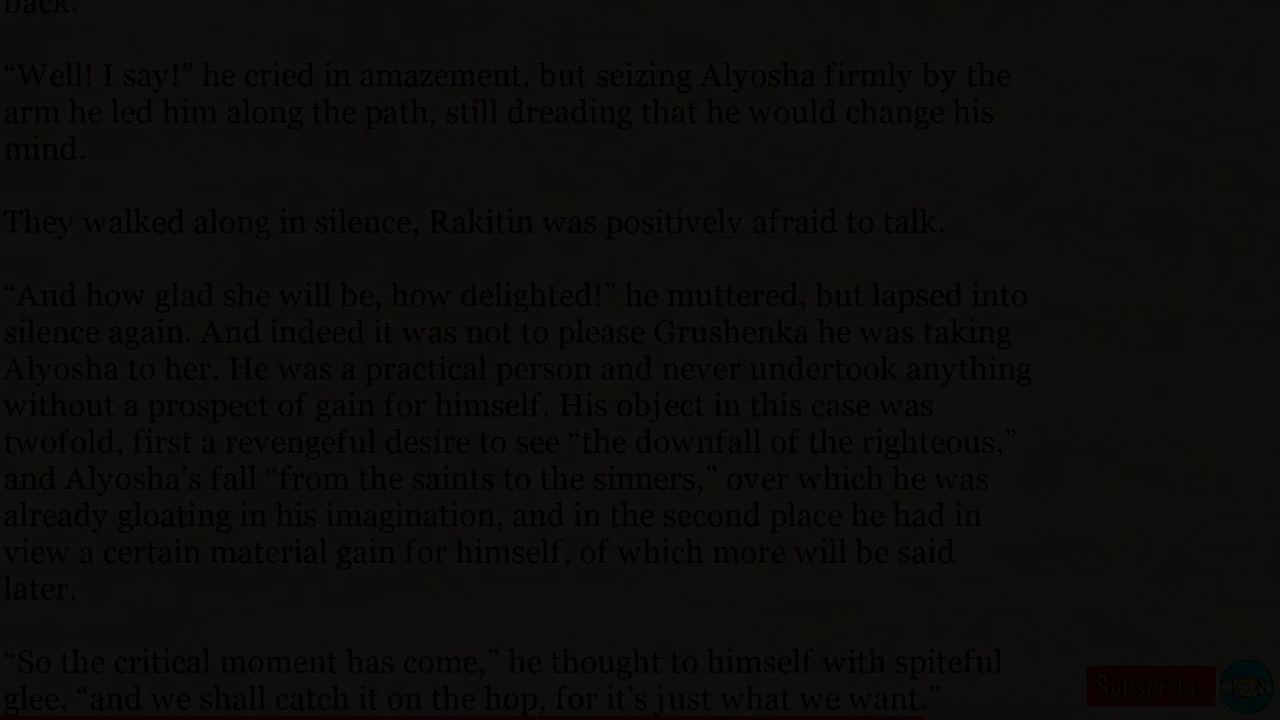 back.
“Well! I say!” he cried in amazement, but seizing Alyosha firmly by the
arm he led him along the path, still dreading that he would change his
mind.
They walked along in silence, Rakitin was positively afraid to talk.
“And how glad she will be, how delighted!” he muttered, but lapsed into
silence again. And indeed it was not to please Grushenka he was taking
Alyosha to her. He was a practical person and never undertook anything
without a prospect of gain for himself. His object in this case was
twofold, first a revengeful desire to see “the downfall of the righteous,”
and Alyosha’s fall “from the saints to the sinners,” over which he was
already gloating in his imagination, and in the second place he had in
view a certain material gain for himself, of which more will be said
later.
“So the critical moment has come,” he thought to himself with spiteful
glee, “and we shall catch it on the hop, for it’s just what we want.”
Subscribe